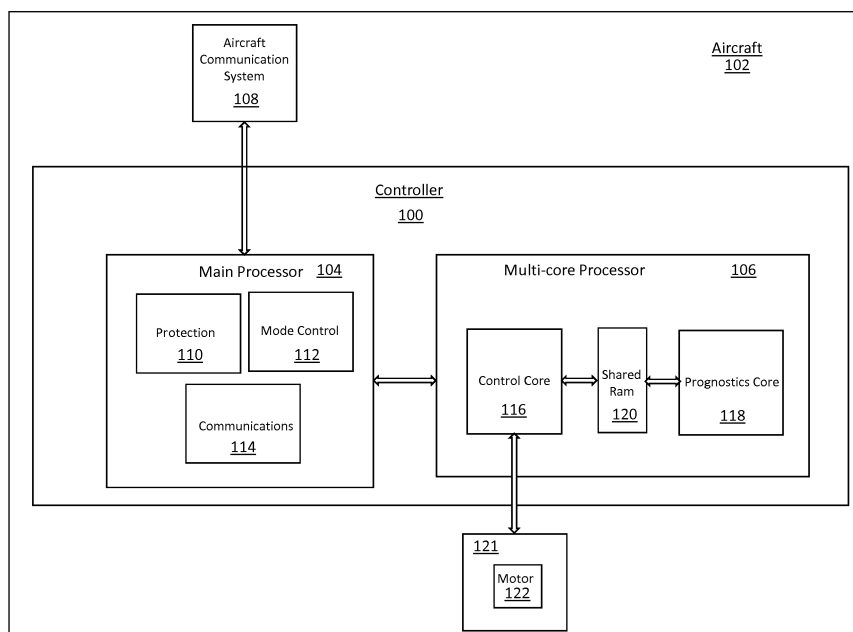 Aircraft
Communication
System
108
Aircraft
102
Controller
100
Main Processor 104
Protection
110
Mode Control
112
Communications
114
Multi-core Processor 106
Control Core
116
Shared
Ram
120
Prognostics Core
118
121
Motor
122